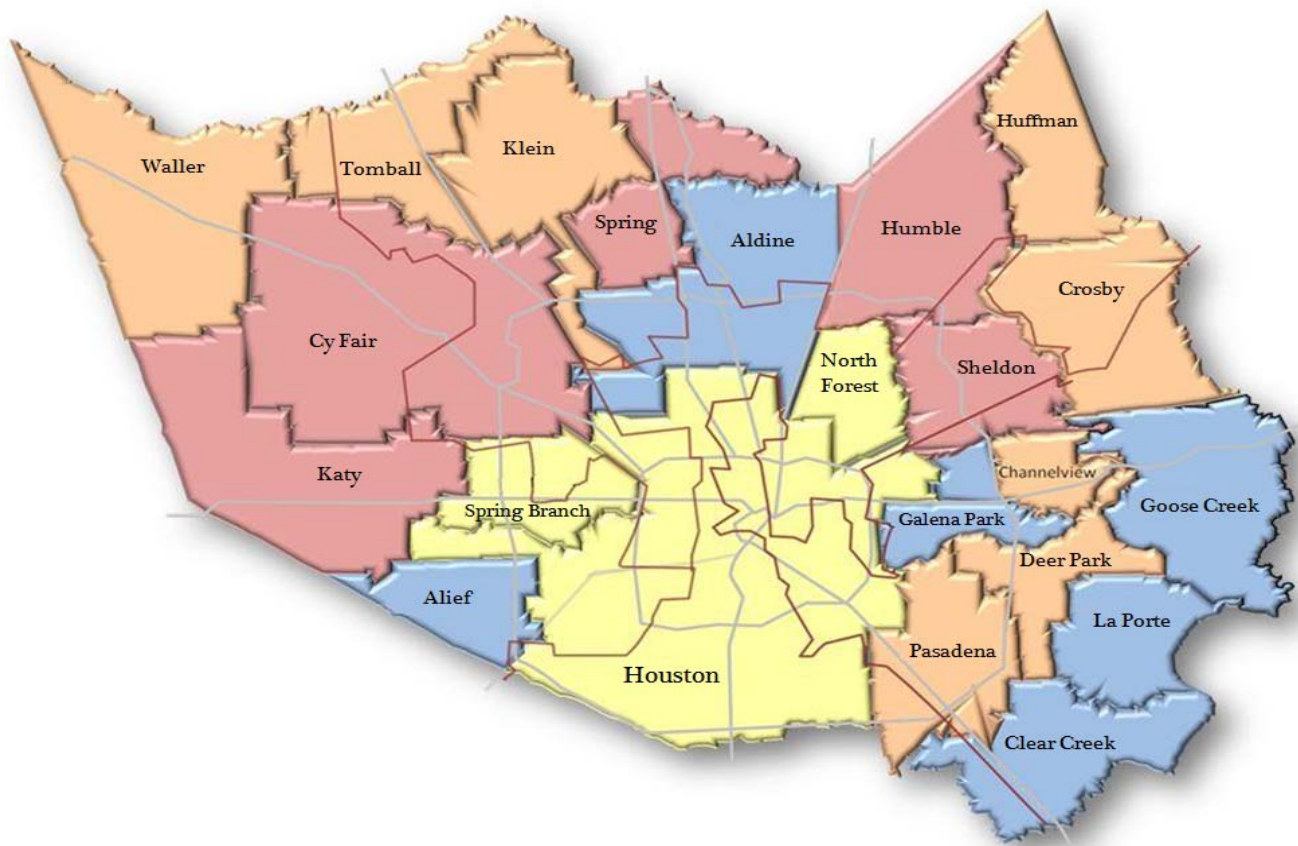 Huffman
Klein
Waller
Tomball
Spring
Humble
Aldine
Crosby
Cy Fair
North
Forest
Sheldon
Katy
Channelview
Goose Creek
Spring Branch
Galena Park
Deer Park
Alief
La Porte
Pasadena
Houston
Clear Creek